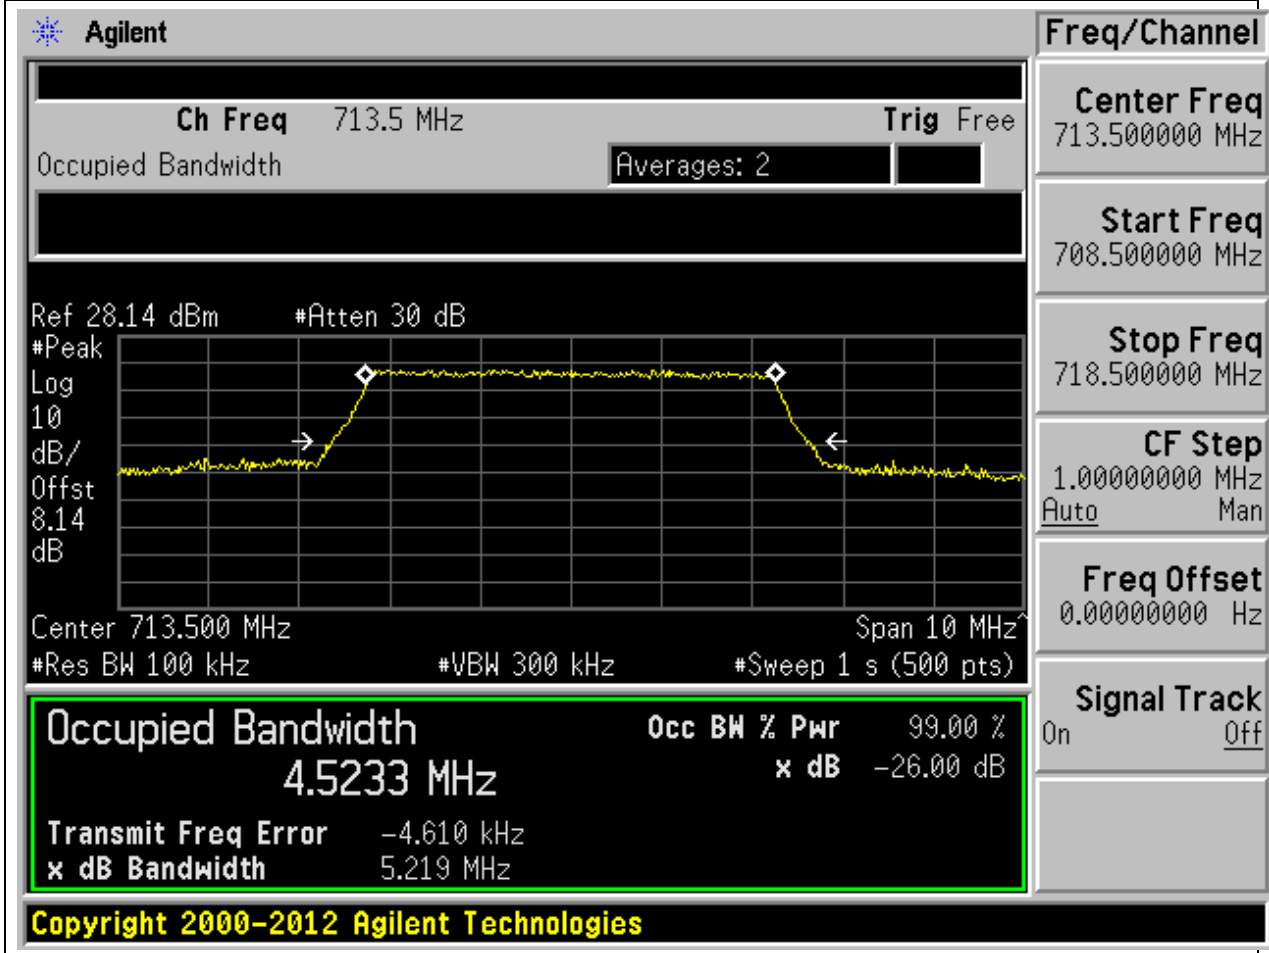 Agilent
Freq/Channel
Ch Freq 713.5 MHz Trig Free
Occupied Bandwidth Averages: 2
Center Freq
713.500000 MHz
Start Freq
708.500000 MHz
Stop Freq
718.500000 MHz
CF Step
1.00000000 MHz
Auto Man
Freq Offset
0.00000000 Hz
Signal Track
On Off
Ref 28.14 dBm #Atten 30 dB
#Peak
Log
10
dB/
Offst
8.14
dB
Center 713.500 MHz Span 10 MHz^
#Res BW 100 kHz #VBW 300 kHz #Sweep 1 s (500 pts)
Occupied Bandwidth Occ BW % Pwr 99.00 %
4.5233 MHz x dB -26.00 dB
Transmit Freq Error -4.610 kHz
x dB Bandwidth 5.219 MHz
Copyright 2000-2012 Agilent Technologies